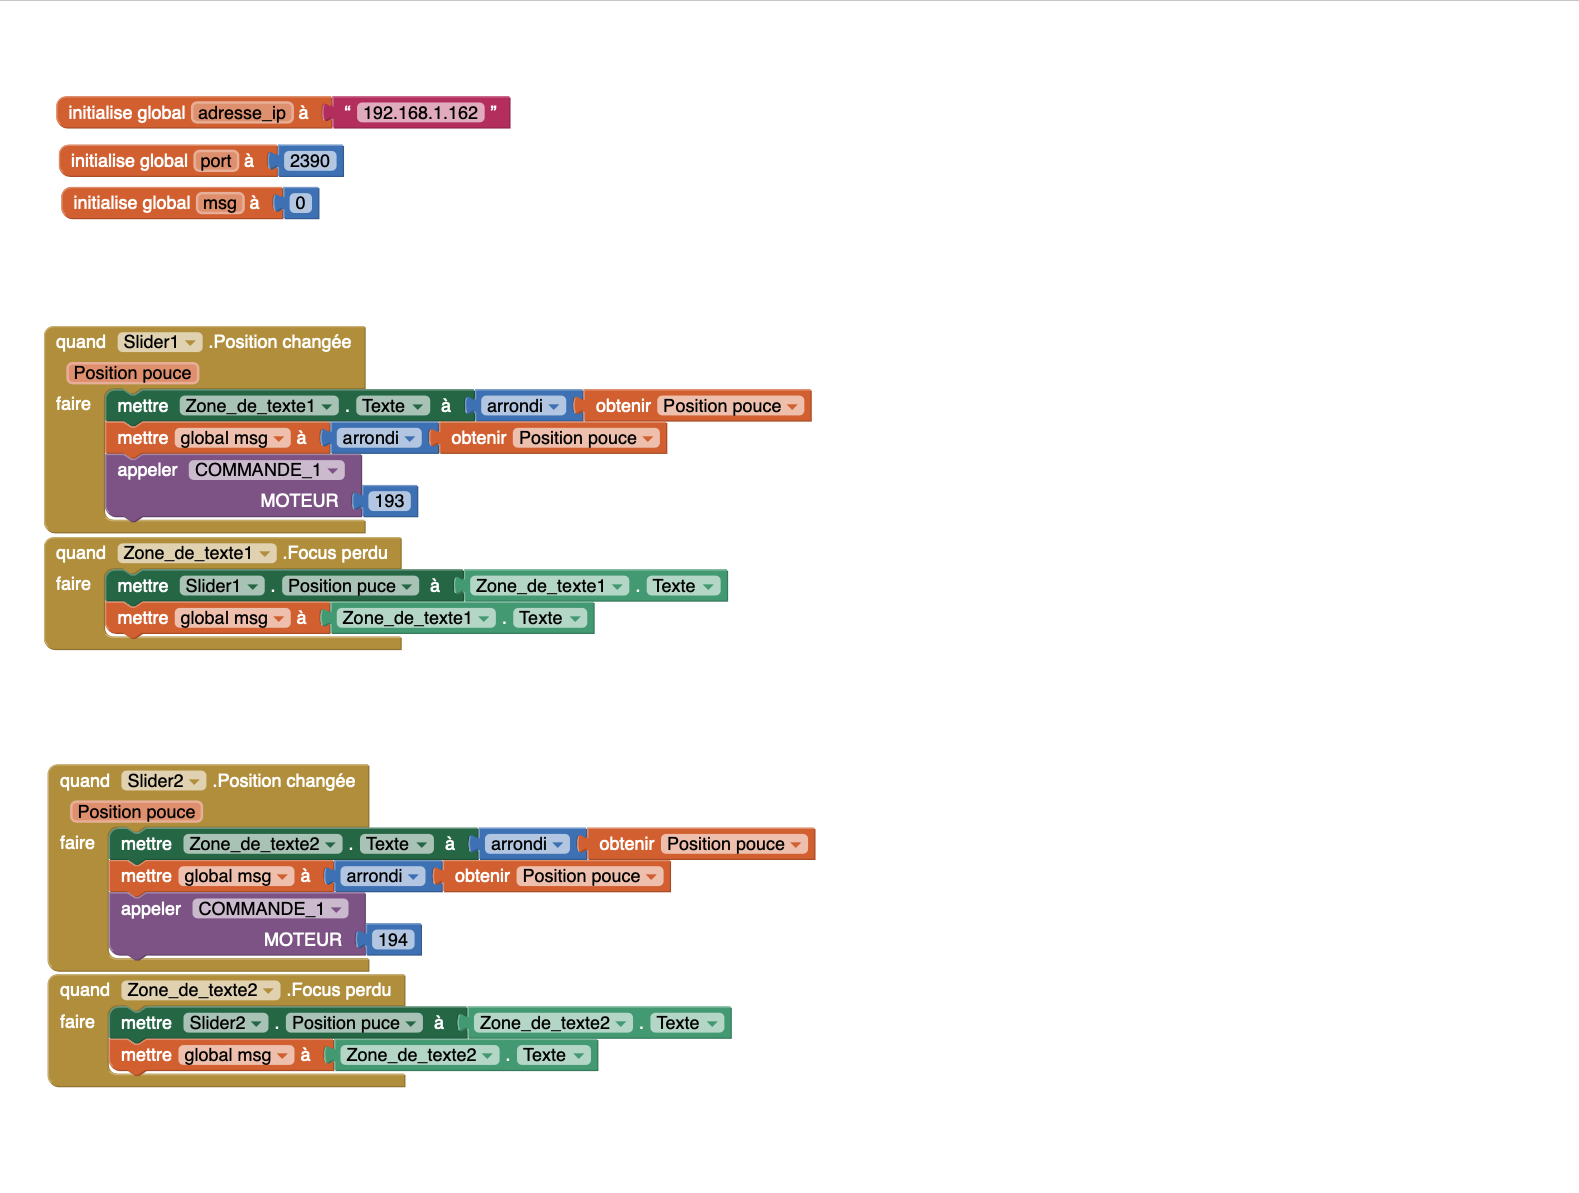 initialise global adresse_ip à “ 192.168.1.162 ”
initialise global port à 2390
initialise global msg à 0
quand Slider1 .Position changée
Position pouce
faire mettre Zone_de_texte1 . Texte à arrondi obtenir Position pouce
mettre global msg à arrondi obtenir Position pouce
appeler COMMANDE_1
MOTEUR 193
quand Zone_de_texte1 .Focus perdu
faire mettre Slider1 . Position puce à Zone_de_texte1 . Texte
mettre global msg à Zone_de_texte1 . Texte
quand Slider2 .Position changée
Position pouce
faire mettre Zone_de_texte2 . Texte à arrondi obtenir Position pouce
mettre global msg à arrondi obtenir Position pouce
appeler COMMANDE_1
MOTEUR 194
quand Zone_de_texte2 .Focus perdu
faire mettre Slider2 . Position puce à Zone_de_texte2 . Texte
mettre global msg à Zone_de_texte2 . Texte